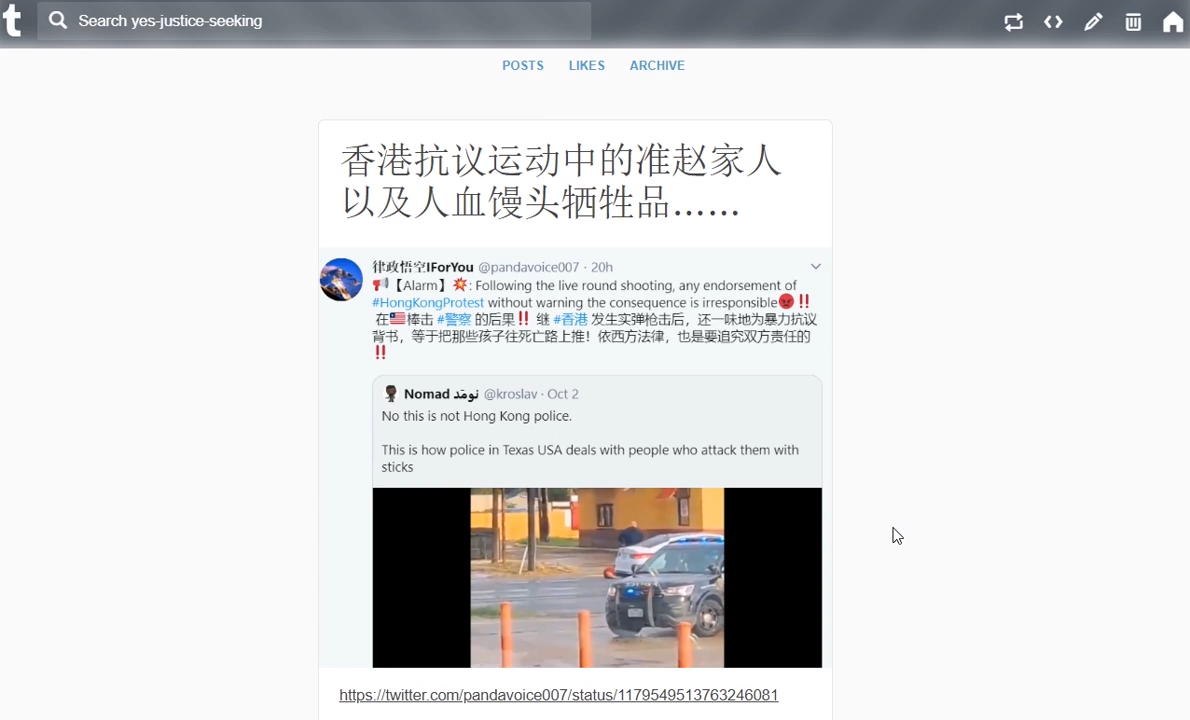 t
Search yes-justice-seeking
POSTS LIKES ARCHIVE
香港抗议运动中的准赵家人
以及人血馒头牺牲品……
律政悟空IForYou @pandavoice007 · 20h
📢【Alarm】💥: Following the live round shooting, any endorsement of
#HongKongProtest without warning the consequence is irresponsible😡‼
在🇺🇸棒击 #警察 的后果‼ 继 #香港 发生实弹枪击后，还一味地为暴力抗议
背书，等于把那些孩子往死亡路上推！依西方法律，也是要追究双方责任的
‼
Nomad نومَد @kroslav · Oct 2
No this is not Hong Kong police.
This is how police in Texas USA deals with people who attack them with
sticks
https://twitter.com/pandavoice007/status/1179549513763246081